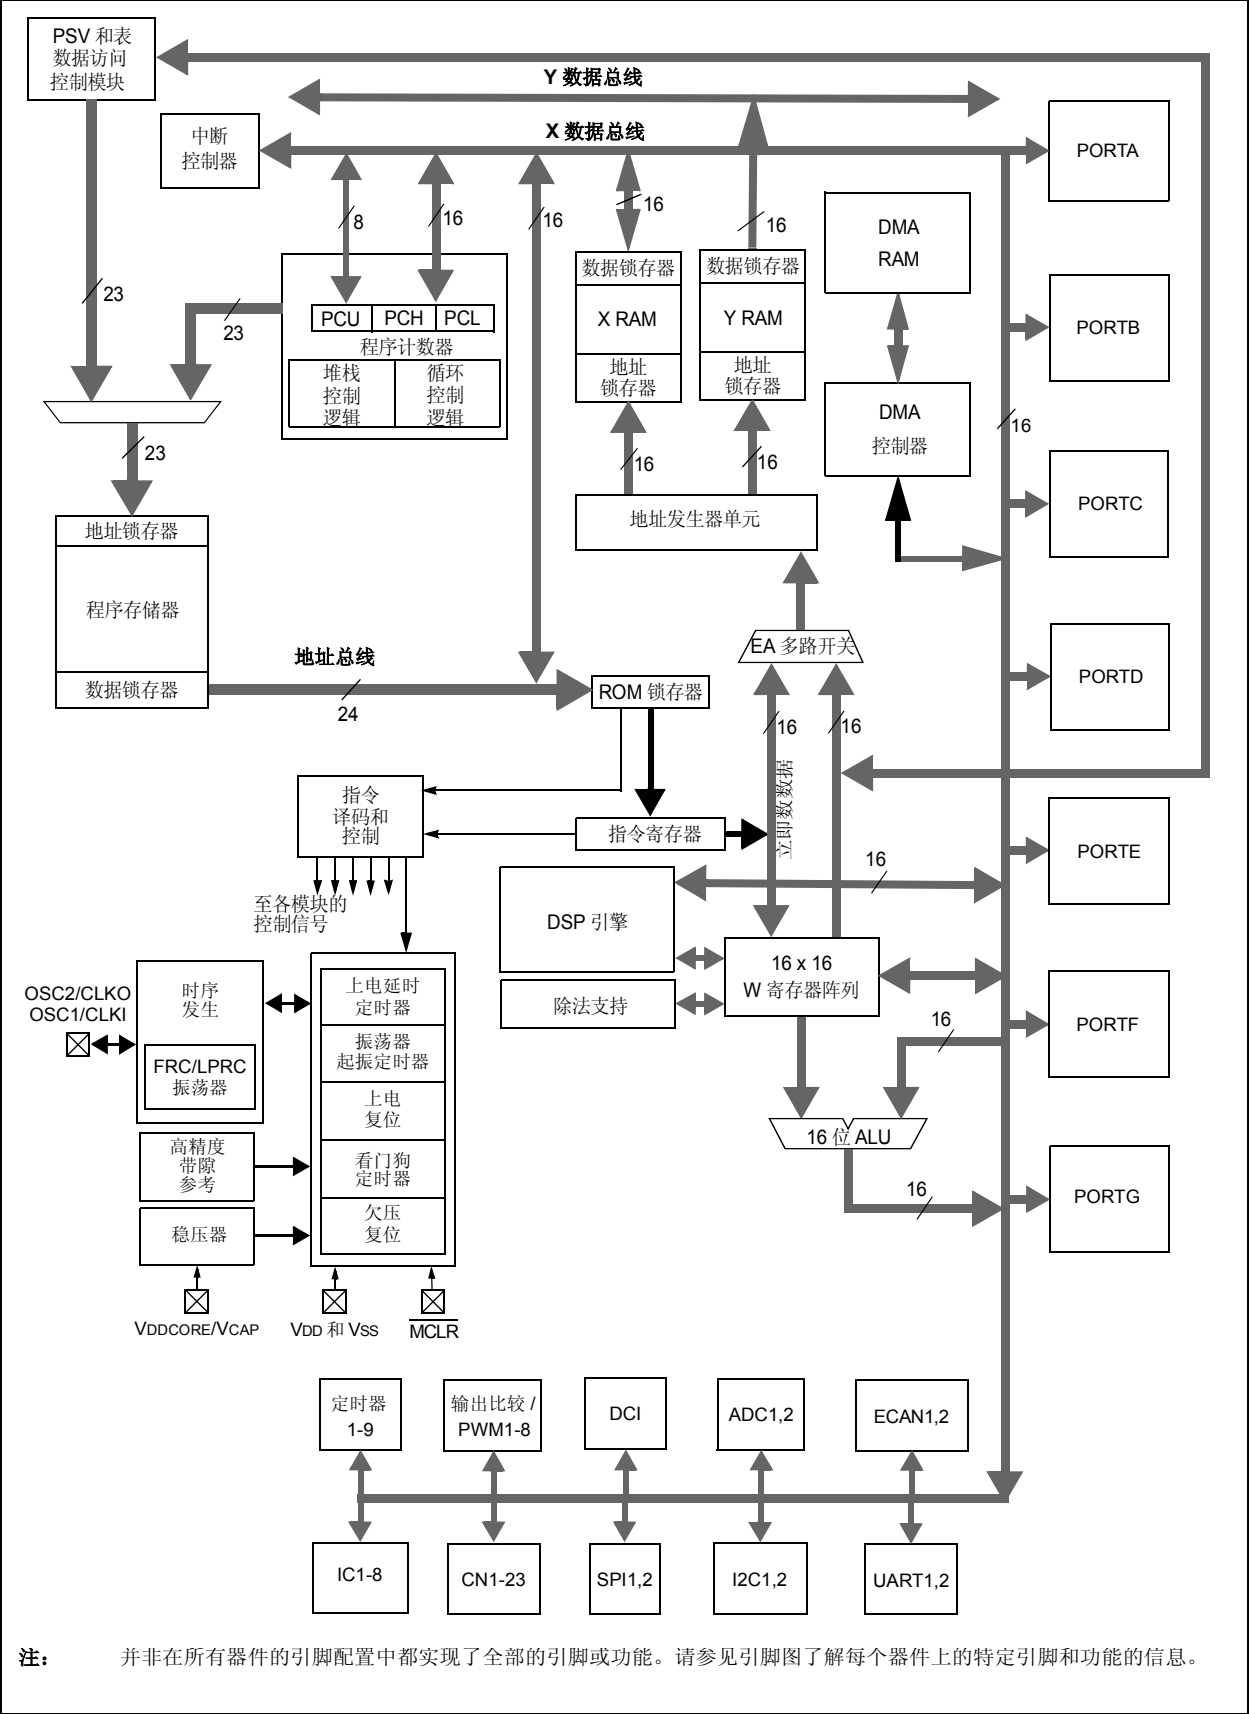 PSV 和表
数据访问
控制模块
Y 数据总线
X 数据总线
中断
控制器
PORTA
8
16
16
16
16
DMA
RAM
数据锁存器
X RAM
地址
锁存器
数据锁存器
Y RAM
地址
锁存器
PORTB
23
23
PCU
PCH
PCL
程序计数器
堆栈
控制
逻辑
循环
控制
逻辑
DMA
控制器
16
23
16
16
PORTC
地址锁存器
程序存储器
数据锁存器
地址发生器单元
EA 多路开关
PORTD
地址总线
24
ROM 锁存器
16
16
立即数数据
指令
译码和
控制
指令寄存器
PORTE
至各模块的
控制信号
16
DSP 引擎
16 x 16
W 寄存器阵列
除法支持
PORTF
OSC2/CLKO
OSC1/CLKI
时序
发生
FRC/LPRC
振荡器
上电延时
定时器
振荡器
起振定时器
上电
复位
看门狗
定时器
欠压
复位
16
16 位 ALU
高精度
带隙
参考
稳压器
16
PORTG
VDDCORE/VCAP
VDD 和 VSS
MCLR
定时器
1-9
输出比较 /
PWM1-8
DCI
ADC1,2
ECAN1,2
IC1-8
CN1-23
SPI1,2
I2C1,2
UART1,2
注： 并非在所有器件的引脚配置中都实现了全部的引脚或功能。请参见引脚图了解每个器件上的特定引脚和功能的信息。